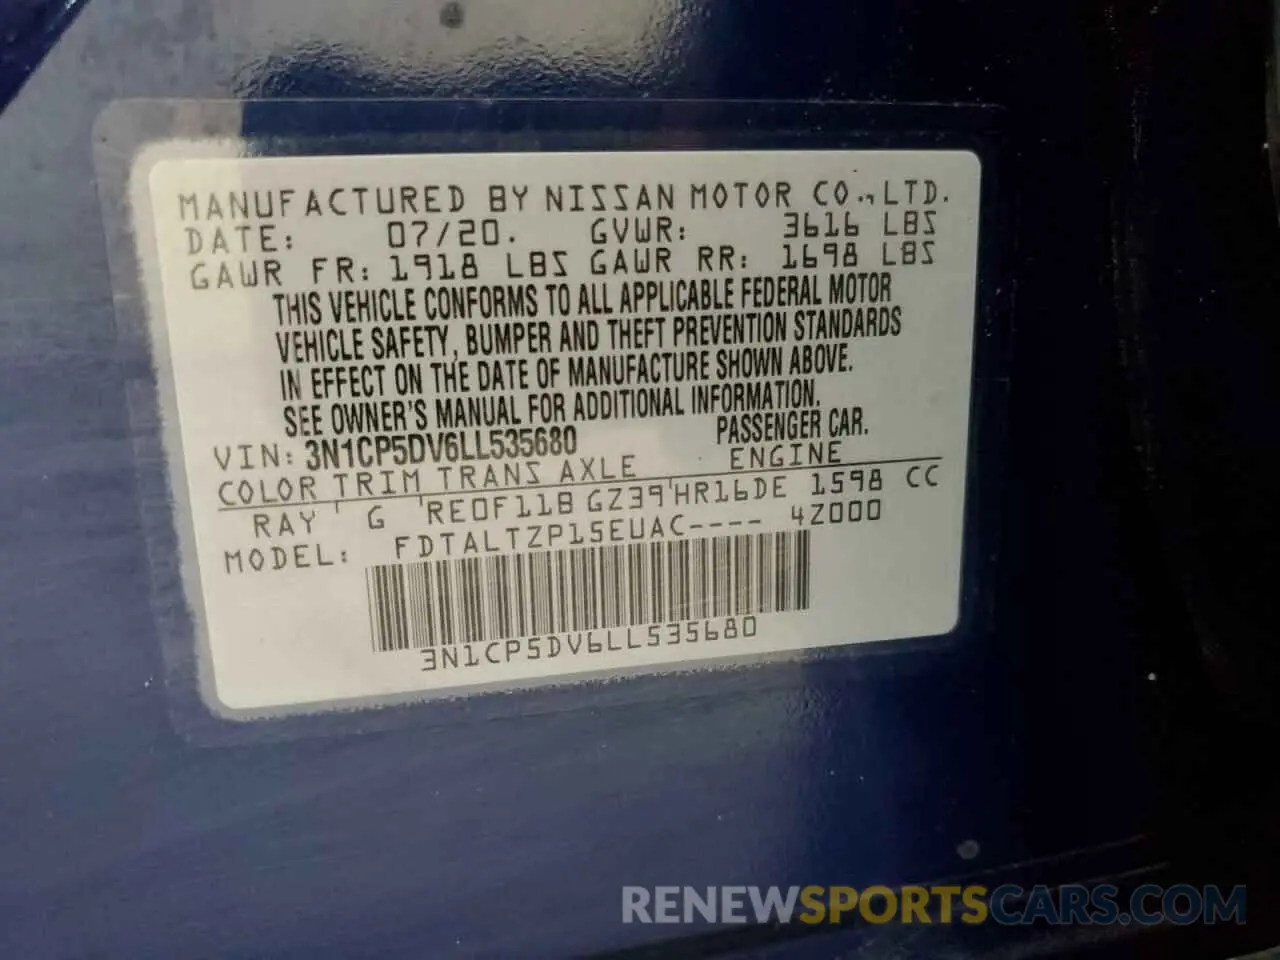 MANUFACTURED BY NISSAN MOTOR CO.,LTD.
DATE: 07/20. GVWR: 3616 LBS
GAWR FR: 1918 LBS GAWR RR: 1698 LBS
THIS VEHICLE CONFORMS TO ALL APPLICABLE FEDERAL MOTOR
VEHICLE SAFETY, BUMPER AND THEFT PREVENTION STANDARDS
IN EFFECT ON THE DATE OF MANUFACTURE SHOWN ABOVE.
SEE OWNER'S MANUAL FOR ADDITIONAL INFORMATION.
VIN: 3N1CP5DV6LL535680 PASSENGER CAR.
COLOR TRIM TRANS AXLE ENGINE
RAY ' G 'RE0F11B GZ39'HR16DE 1598 CC
MODEL: FDTALTZP15EUAC---- 4Z000
3N1CP5DV6LL535680
RENEWSPORTSCARS.COM